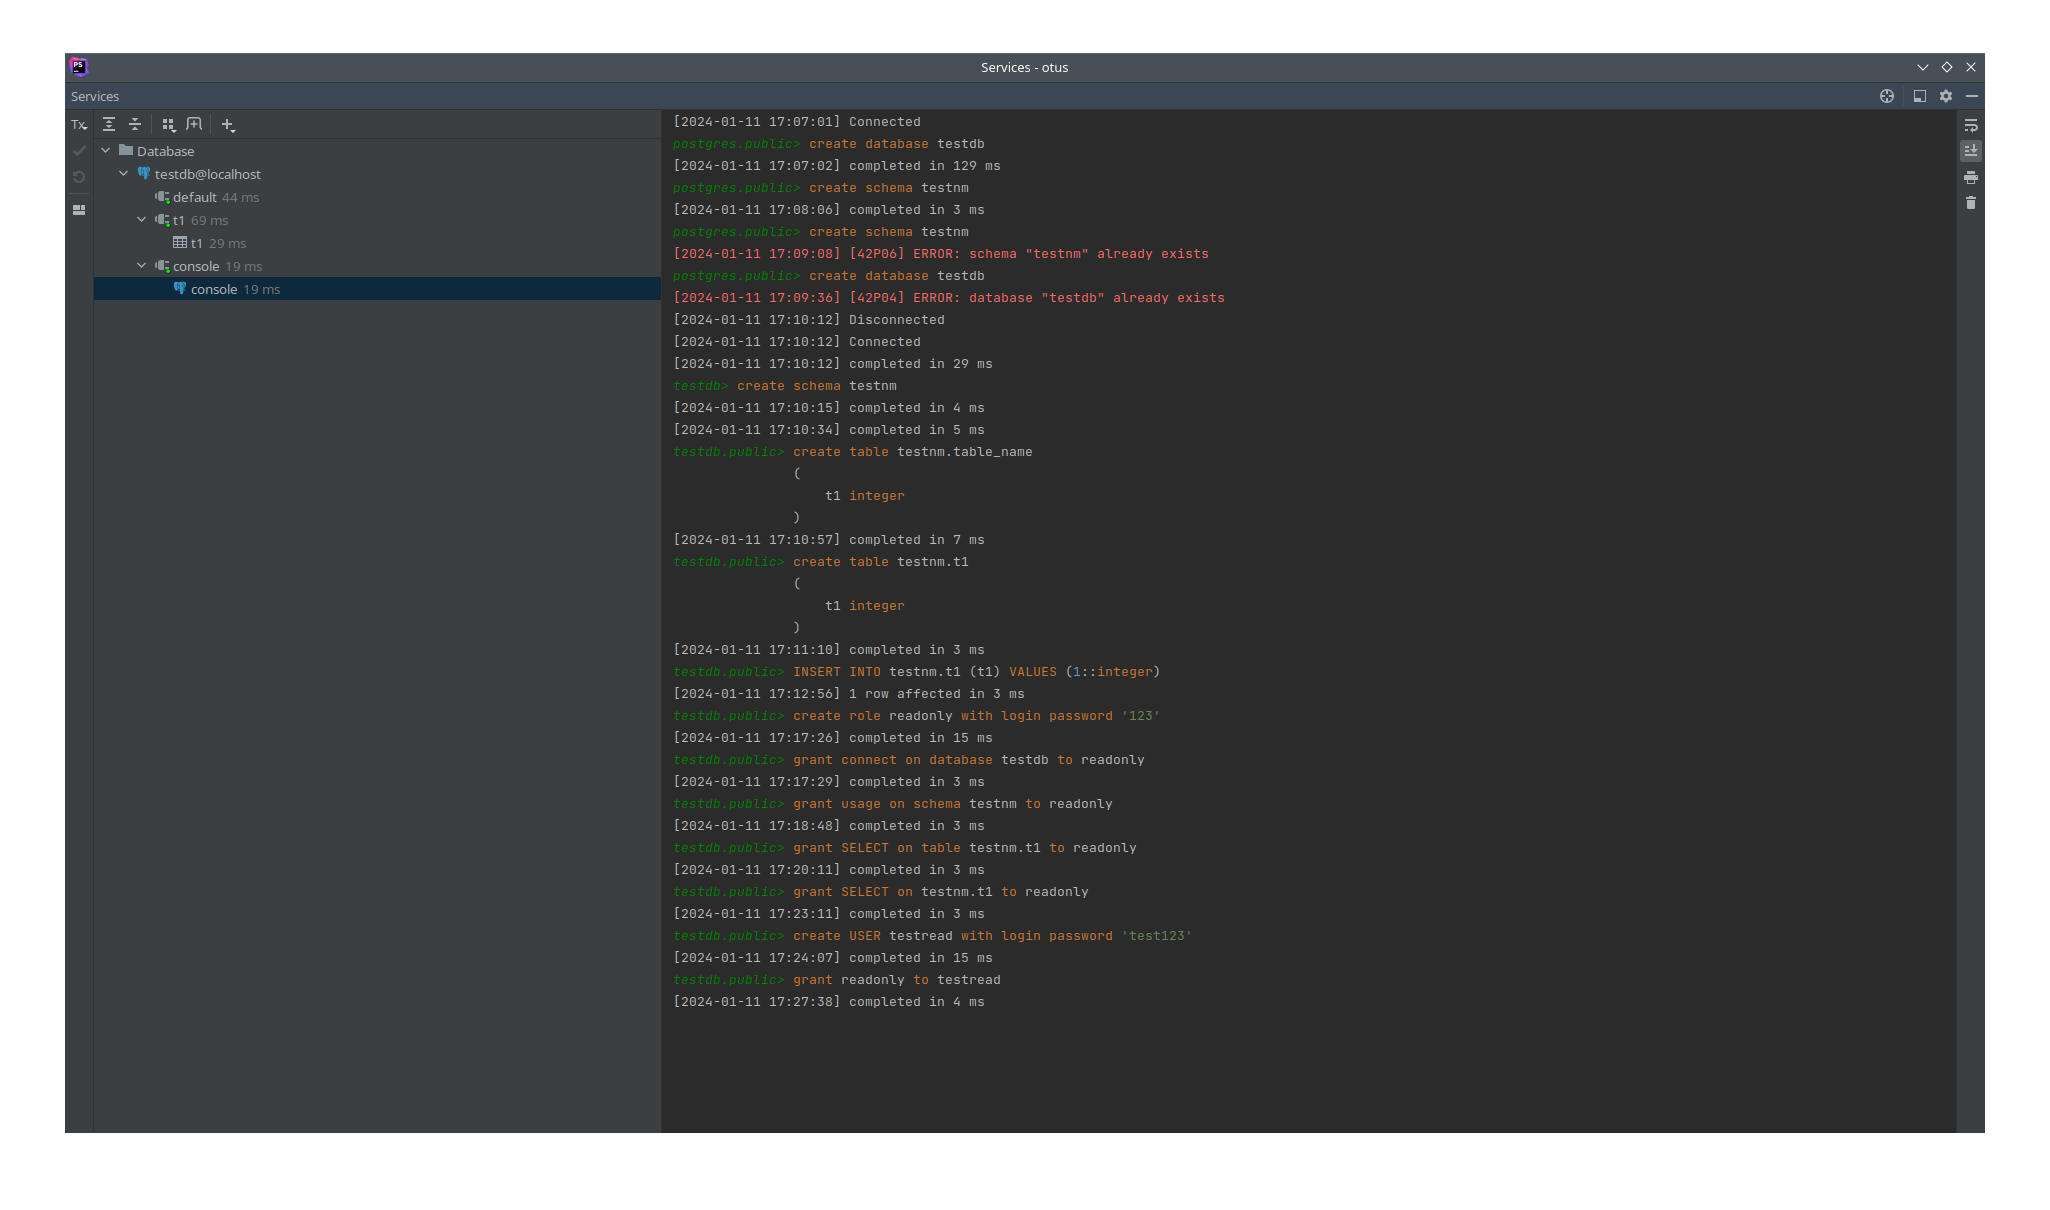 PS
Services - otus
Services
Tx
Database
testdb@localhost
default 44 ms
t1 69 ms
t1 29 ms
console 19 ms
console 19 ms
[2024-01-11 17:07:01] Connected
postgres.public> create database testdb
[2024-01-11 17:07:02] completed in 129 ms
postgres.public> create schema testnm
[2024-01-11 17:08:06] completed in 3 ms
postgres.public> create schema testnm
[2024-01-11 17:09:08] [42P06] ERROR: schema "testnm" already exists
postgres.public> create database testdb
[2024-01-11 17:09:36] [42P04] ERROR: database "testdb" already exists
[2024-01-11 17:10:12] Disconnected
[2024-01-11 17:10:12] Connected
[2024-01-11 17:10:12] completed in 29 ms
testdb> create schema testnm
[2024-01-11 17:10:15] completed in 4 ms
[2024-01-11 17:10:34] completed in 5 ms
testdb.public> create table testnm.table_name
(
t1 integer
)
[2024-01-11 17:10:57] completed in 7 ms
testdb.public> create table testnm.t1
(
t1 integer
)
[2024-01-11 17:11:10] completed in 3 ms
testdb.public> INSERT INTO testnm.t1 (t1) VALUES (1::integer)
[2024-01-11 17:12:56] 1 row affected in 3 ms
testdb.public> create role readonly with login password '123'
[2024-01-11 17:17:26] completed in 15 ms
testdb.public> grant connect on database testdb to readonly
[2024-01-11 17:17:29] completed in 3 ms
testdb.public> grant usage on schema testnm to readonly
[2024-01-11 17:18:48] completed in 3 ms
testdb.public> grant SELECT on table testnm.t1 to readonly
[2024-01-11 17:20:11] completed in 3 ms
testdb.public> grant SELECT on testnm.t1 to readonly
[2024-01-11 17:23:11] completed in 3 ms
testdb.public> create USER testread with login password 'test123'
[2024-01-11 17:24:07] completed in 15 ms
testdb.public> grant readonly to testread
[2024-01-11 17:27:38] completed in 4 ms